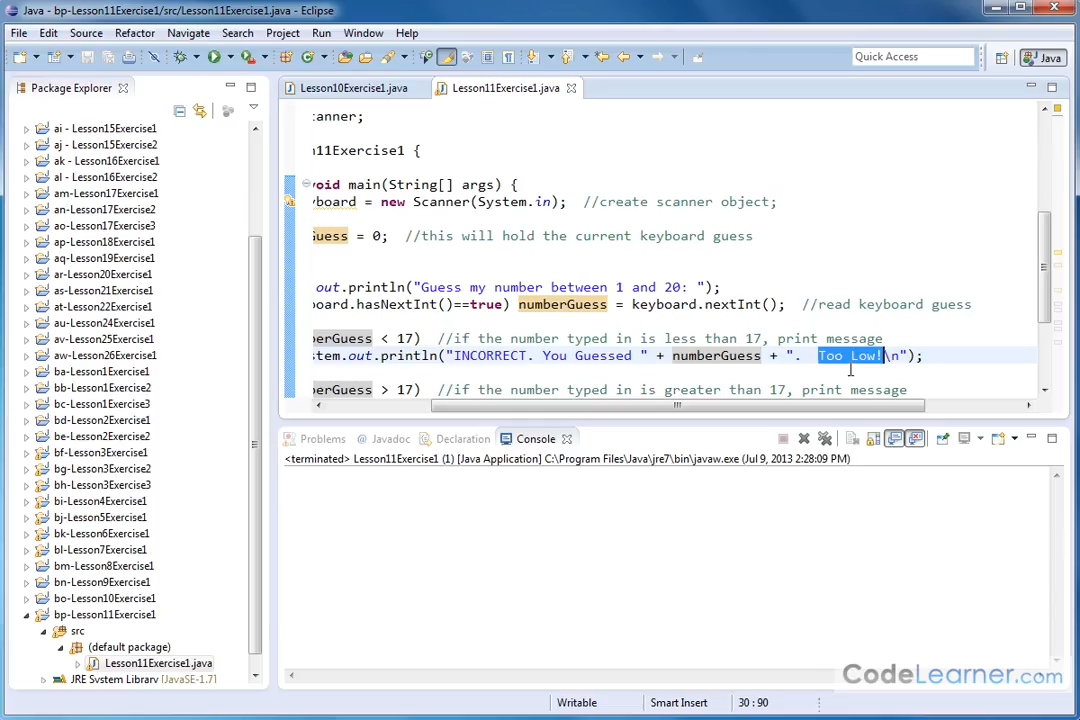 Java - bp-Lesson11Exercise1/src/Lesson11Exercise1.java - Eclipse
File Edit Source Refactor Navigate Search Project Run Window Help
Quick Access Java
Package Explorer
Lesson10Exercise1.java Lesson11Exercise1.java
ai - Lesson15Exercise1
aj - Lesson15Exercise2
ak - Lesson16Exercise1
al - Lesson16Exercise2
am-Lesson17Exercise1
an-Lesson17Exercise2
ao-Lesson17Exercise3
ap-Lesson18Exercise1
aq-Lesson19Exercise1
ar-Lesson20Exercise1
as-Lesson21Exercise1
at-Lesson22Exercise1
au-Lesson24Exercise1
av-Lesson25Exercise1
aw-Lesson26Exercise1
ba-Lesson1Exercise1
bb-Lesson1Exercise2
bc-Lesson1Exercise3
bd-Lesson2Exercise1
be-Lesson2Exercise2
bf-Lesson3Exercise1
bg-Lesson3Exercise2
bh-Lesson3Exercise3
bi-Lesson4Exercise1
bj-Lesson5Exercise1
bk-Lesson6Exercise1
bl-Lesson7Exercise1
bm-Lesson8Exercise1
bn-Lesson9Exercise1
bo-Lesson10Exercise1
bp-Lesson11Exercise1
src
(default package)
Lesson11Exercise1.java
JRE System Library [JavaSE-1.7]
canner;
n11Exercise1 {
void main(String[] args) {
yboard = new Scanner(System.in); //create scanner object;
Guess = 0; //this will hold the current keyboard guess
out.println("Guess my number between 1 and 20: ");
board.hasNextInt()==true) numberGuess = keyboard.nextInt(); //read keyboard guess
berGuess < 17) //if the number typed in is less than 17, print message
stem.out.println("INCORRECT. You Guessed " + numberGuess + ".  Too Low!\n");
berGuess > 17) //if the number typed in is greater than 17, print message
Problems Javadoc Declaration Console
<terminated> Lesson11Exercise1 (1) [Java Application] C:\Program Files\Java\jre7\bin\javaw.exe (Jul 9, 2013 2:28:09 PM)
CodeLearner.com
Writable Smart Insert 30 : 90